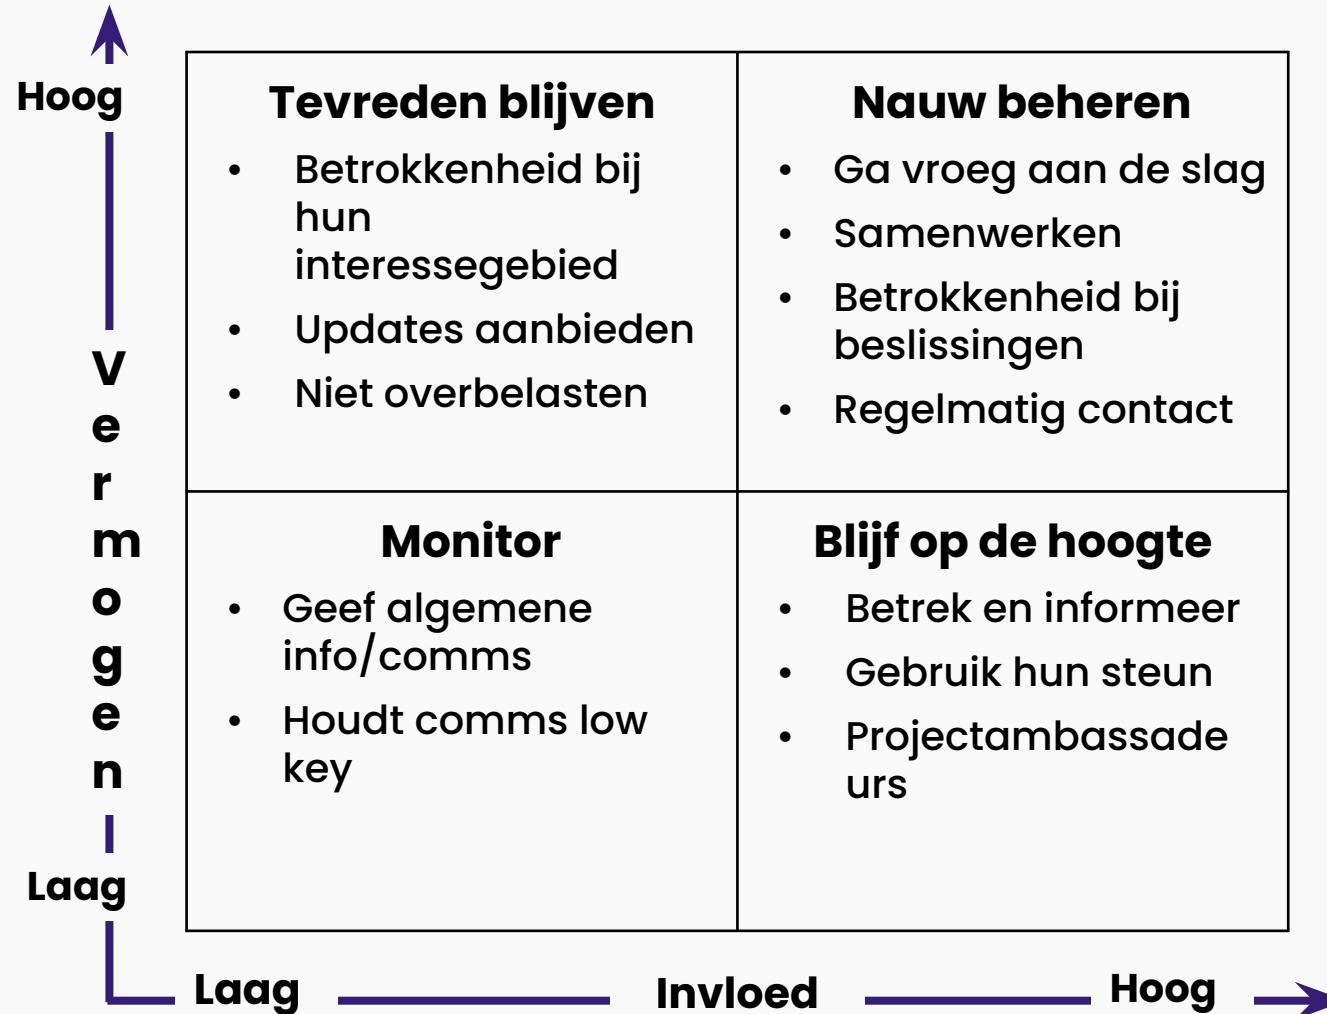 Hoog
Tevreden blijven
• Betrokkenheid bij
hun
interessegebied
• Updates aanbieden
• Niet overbelasten
Nauw beheren
• Ga vroeg aan de slag
• Samenwerken
• Betrokkenheid bij
beslissingen
• Regelmatig contact
Vermogen
Monitor
• Geef algemene
info/comms
• Houdt comms low
key
Blijf op de hoogte
• Betrek en informeer
• Gebruik hun steun
• Projectambassade
urs
Laag
Laag
Invloed
Hoog